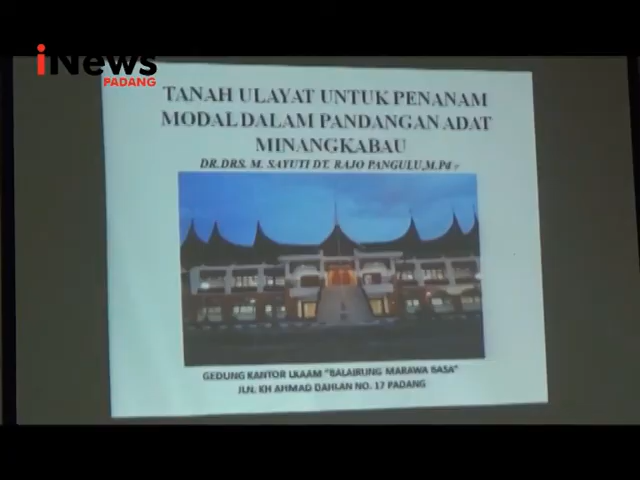 iNews
PADANG
TANAH ULAYAT UNTUK PENANAM
MODAL DALAM PANDANGAN ADAT
MINANGKABAU
DR.DRS. M. SAYUTI DT. RAJO PANGULU,M.Pd
GEDUNG KANTOR LKAAM "BALAIRUNG MARAWA BASA"
JLN. KH AHMAD DAHLAN NO. 17 PADANG